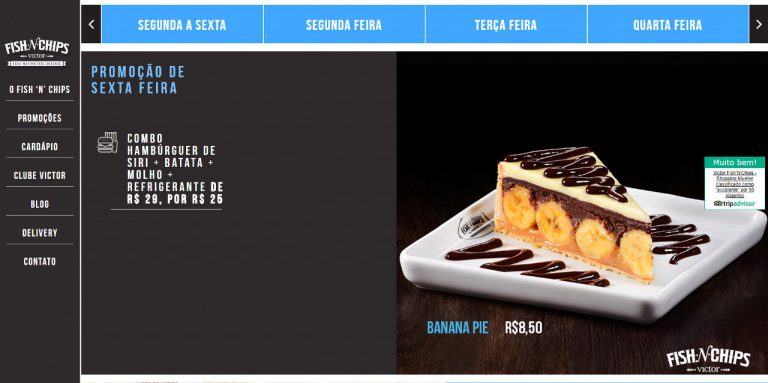 SEGUNDA A SEXTA
SEGUNDA FEIRA
TERÇA FEIRA
QUARTA FEIRA
FISH'N'CHIPS
VICTOR
O FISH 'N' CHIPS
PROMOÇÕES
CARDÁPIO
CLUBE VICTOR
BLOG
DELIVERY
CONTATO
PROMOÇÃO DE
SEXTA FEIRA
COMBO
HAMBÚRGUER DE
SIRI + BATATA +
MOLHO +
REFRIGERANTE DE
R$ 29, POR R$ 25
Muito bem!
Victor Fish N'Chips -
Shopping Mueller
classificado como
"excelente" por 98
viajantes
tripadvisor
BANANA PIE R$8,50
FISH'N'CHIPS
VICTOR